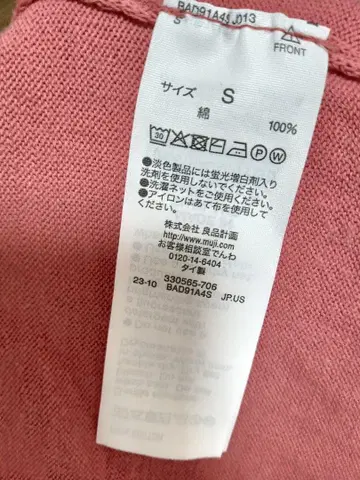 BAD91A4S J013
S
FRONT
サイズ S
綿
100%
30
P W
●淡色製品には蛍光増白剤入り
洗剤を使用しないでください。
●洗濯ネットをご使用ください。
●アイロンはあて布を使用して
ください。
株式会社 良品計画
http://www.muji.com
お客様相談室でんわ
0120-14-6404
タイ製
23-10 330565-706
BAD91A4S JP.US